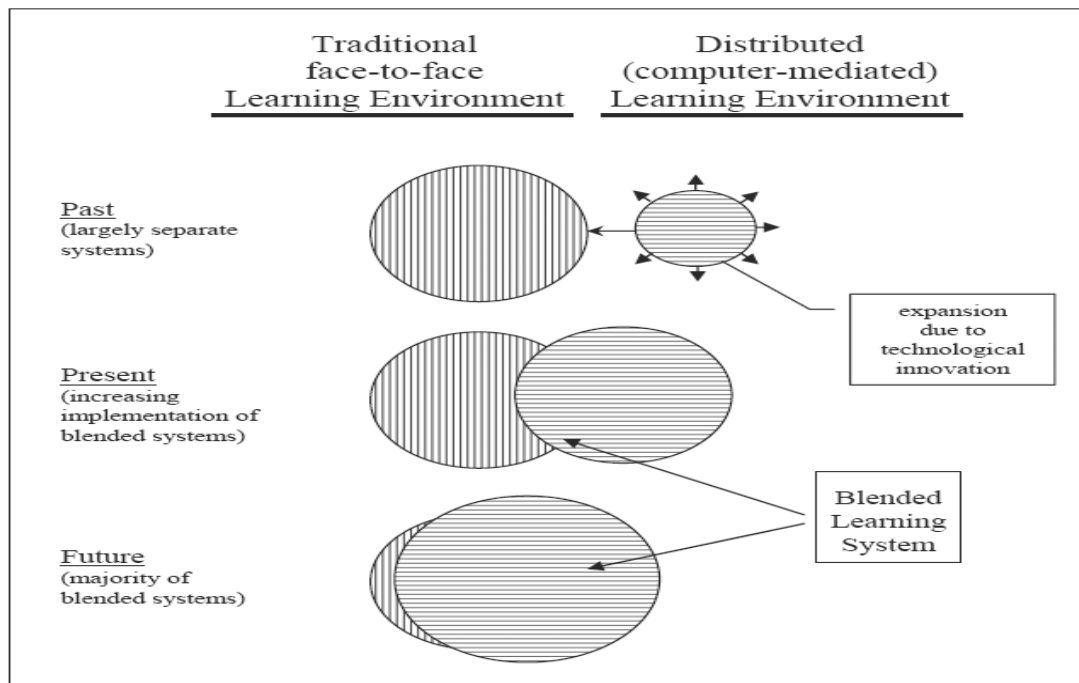 Traditional
face-to-face
Learning Environment
Distributed
(computer-mediated)
Learning Environment
Past
(largely separate
systems)
expansion
due to
technological
innovation
Present
(increasing
implementation of
blended systems)
Blended
Learning
System
Future
(majority of
blended systems)